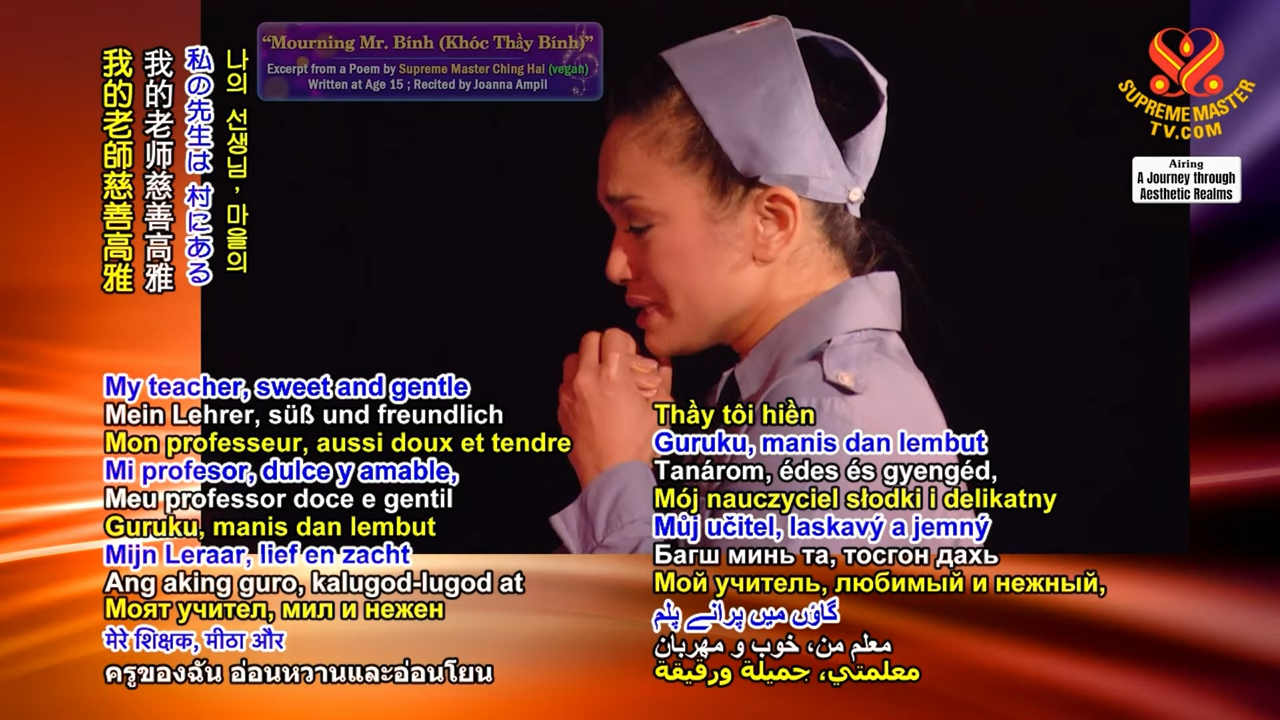 “Mourning Mr. Bính (Khóc Thầy Bính)”
Excerpt from a Poem by Supreme Master Ching Hai (vegan)
Written at Age 15 ; Recited by Joanna Ampil
SUPREME MASTER
TV.COM
Airing
A Journey through
Aesthetic Realms
나의 선생님, 마을의
私の先生は 村にある
我的老师慈善高雅
我的老師慈善高雅
My teacher, sweet and gentle
Mein Lehrer, süß und freundlich
Mon professeur, aussi doux et tendre
Mi profesor, dulce y amable,
Meu professor doce e gentil
Guruku, manis dan lembut
Mijn Leraar, lief en zacht
Ang aking guro, kalugod-lugod at
Моят учител, мил и нежен
मेरे शिक्षक, मीठा और
ครูของฉัน อ่อนหวานและอ่อนโยน
Thầy tôi hiền
Guruku, manis dan lembut
Tanárom, édes és gyengéd,
Mój nauczyciel słodki i delikatny
Můj učitel, laskavý a jemný
Багш минь та, тосгон дахь
Мой учитель, любимый и нежный,
گاؤں میں پرانے پلم
معلم من، خوب و مهربان
معلمتي، جميلة ورقيقة